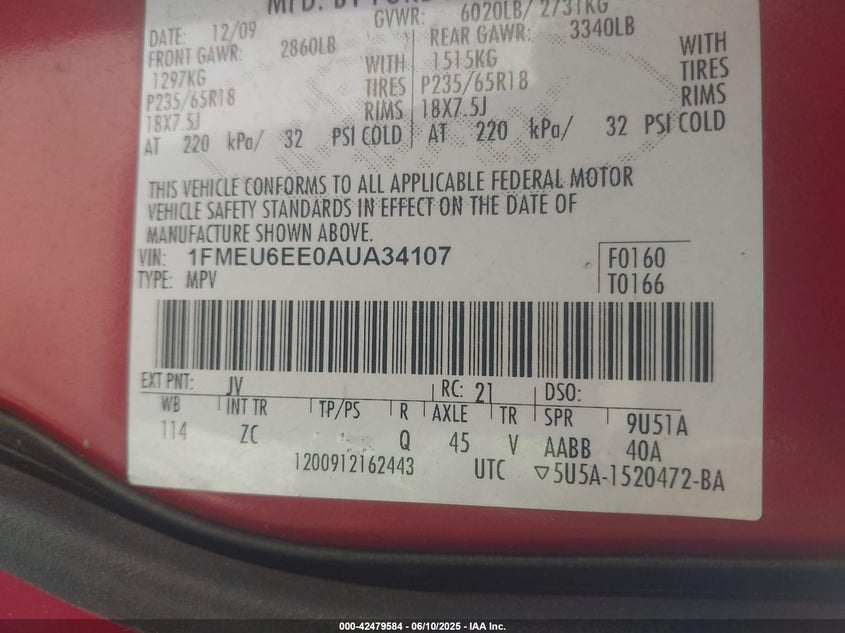 MFD. BY FORD
GVWR: 6020LB/ 2731KG
DATE: 12/09
FRONT GAWR: 2860LB
REAR GAWR: 3340LB
1297KG WITH
1515KG WITH
P235/65R18 TIRES
P235/65R18 TIRES
18X7.5J RIMS
18X7.5J RIMS
AT 220 kPa/ 32 PSI COLD
AT 220 kPa/ 32 PSI COLD
THIS VEHICLE CONFORMS TO ALL APPLICABLE FEDERAL MOTOR
VEHICLE SAFETY STANDARDS IN EFFECT ON THE DATE OF
MANUFACTURE SHOWN ABOVE.
VIN: 1FMEU6EE0AUA34107
F0160
TYPE: MPV
T0166
EXT PNT: JV RC: 21 DSO:
WB INT TR TP/PS R AXLE TR SPR 9U51A
114 ZC Q 45 V AABB 40A
1200912162443 UTC ▽5U5A-1520472-BA
000-42479584 - 06/10/2025 - IAA Inc.